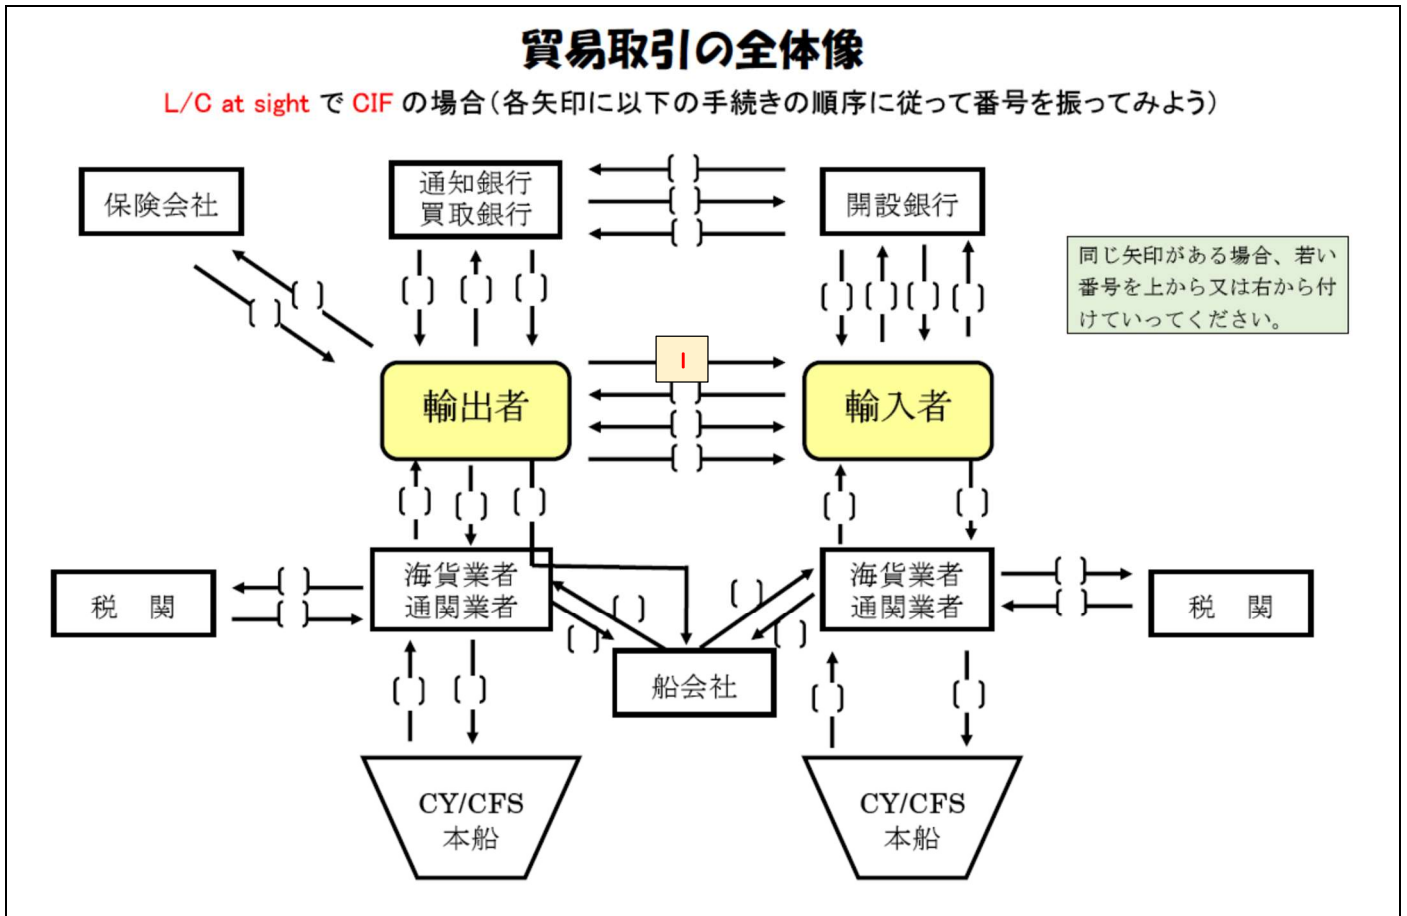 貿易取引の全体像
L/C at sight で CIF の場合(各矢印に以下の手続きの順序に従って番号を振ってみよう)
保険会社
通知銀行
買取銀行
開設銀行
同じ矢印がある場合、若い
番号を上から又は右から付
けていってください。
1
輸出者
輸入者
税 関
海貨業者
通関業者
海貨業者
通関業者
税 関
船会社
CY/CFS
本船
CY/CFS
本船